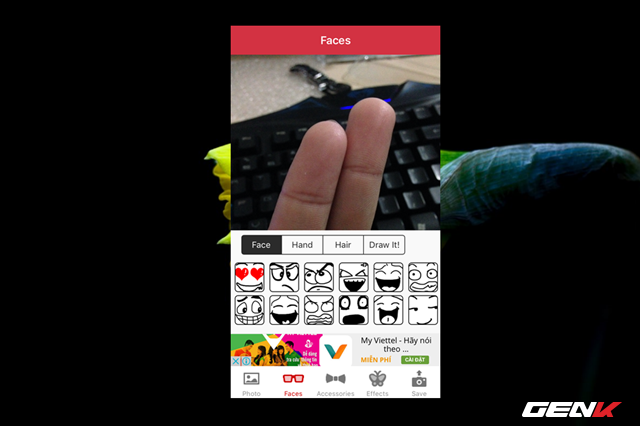 Faces
Face Hand Hair Draw It!
My Viettel - Hãy nói
theo ...
MIỄN PHÍ CÀI ĐẶT
Photo Faces Accessories Effects Save
GENK